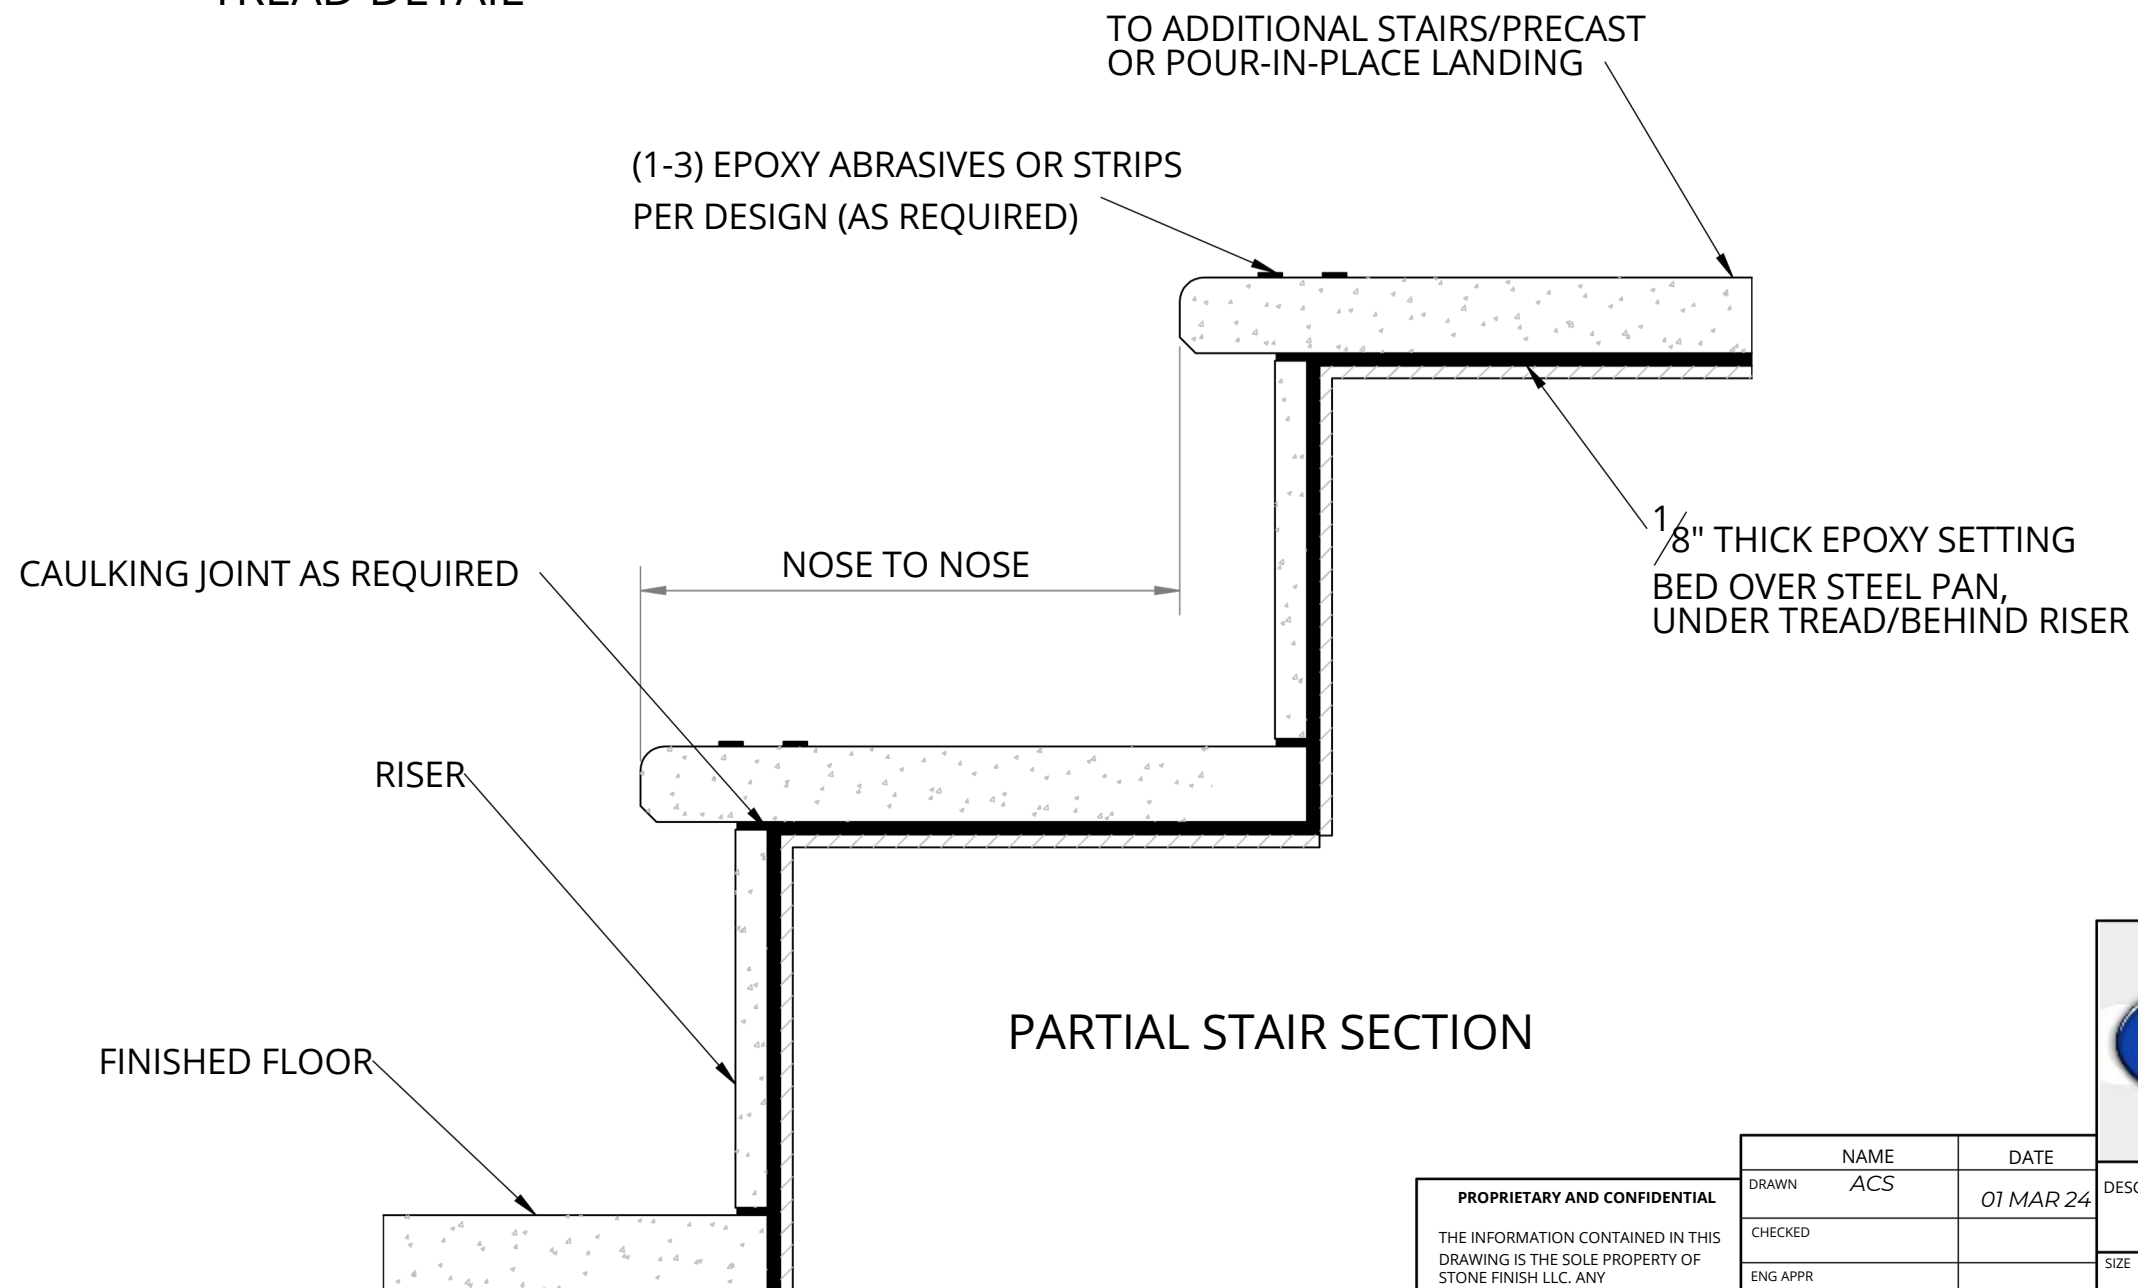 TREAD DETAIL
TO ADDITIONAL STAIRS/PRECAST
OR POUR-IN-PLACE LANDING
(1-3) EPOXY ABRASIVES OR STRIPS
PER DESIGN (AS REQUIRED)
NOSE TO NOSE
CAULKING JOINT AS REQUIRED
1/8" THICK EPOXY SETTING
BED OVER STEEL PAN,
UNDER TREAD/BEHIND RISER
RISER
FINISHED FLOOR
PARTIAL STAIR SECTION
PROPRIETARY AND CONFIDENTIAL
THE INFORMATION CONTAINED IN THIS
DRAWING IS THE SOLE PROPERTY OF
STONE FINISH LLC. ANY
NAME DATE
DRAWN ACS 01 MAR 24
CHECKED
ENG APPR
SIZE